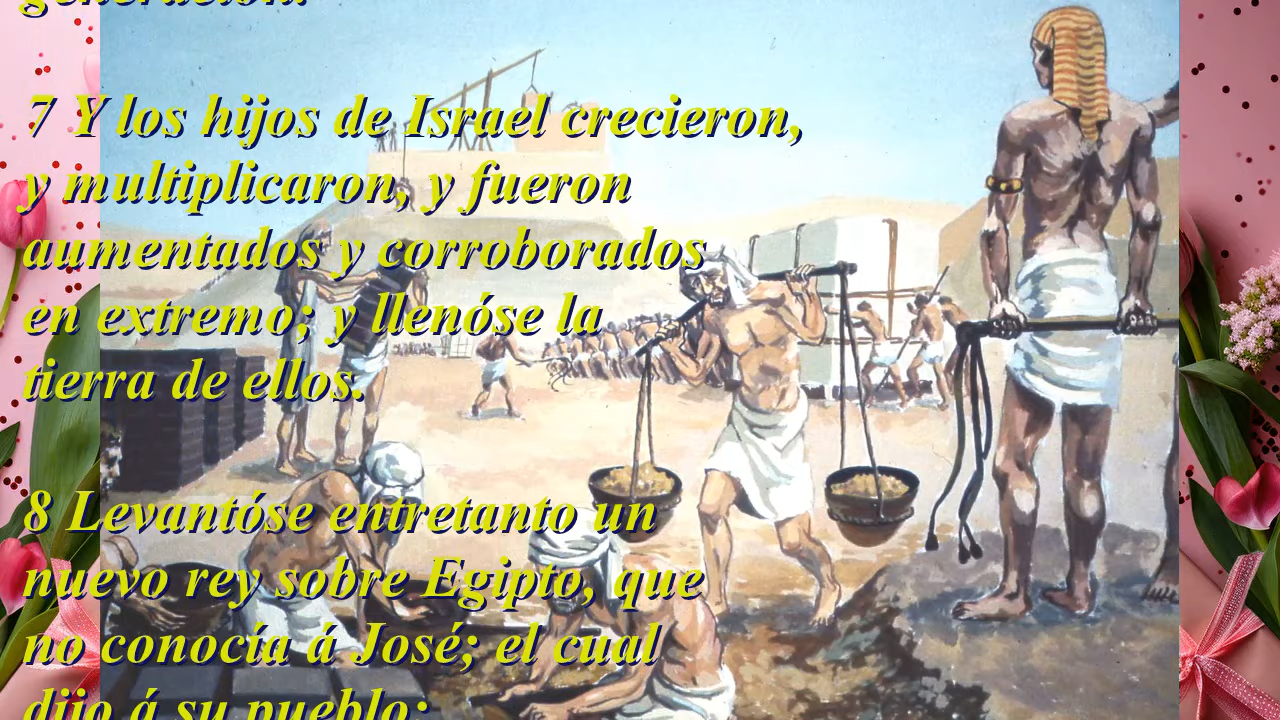 generación.
7 Y los hijos de Israel crecieron,
y multiplicaron, y fueron
aumentados y corroborados
en extremo; y llenóse la
tierra de ellos.
8 Levantóse entretanto un
nuevo rey sobre Egipto, que
no conocía á José; el cual
dijo á su pueblo: